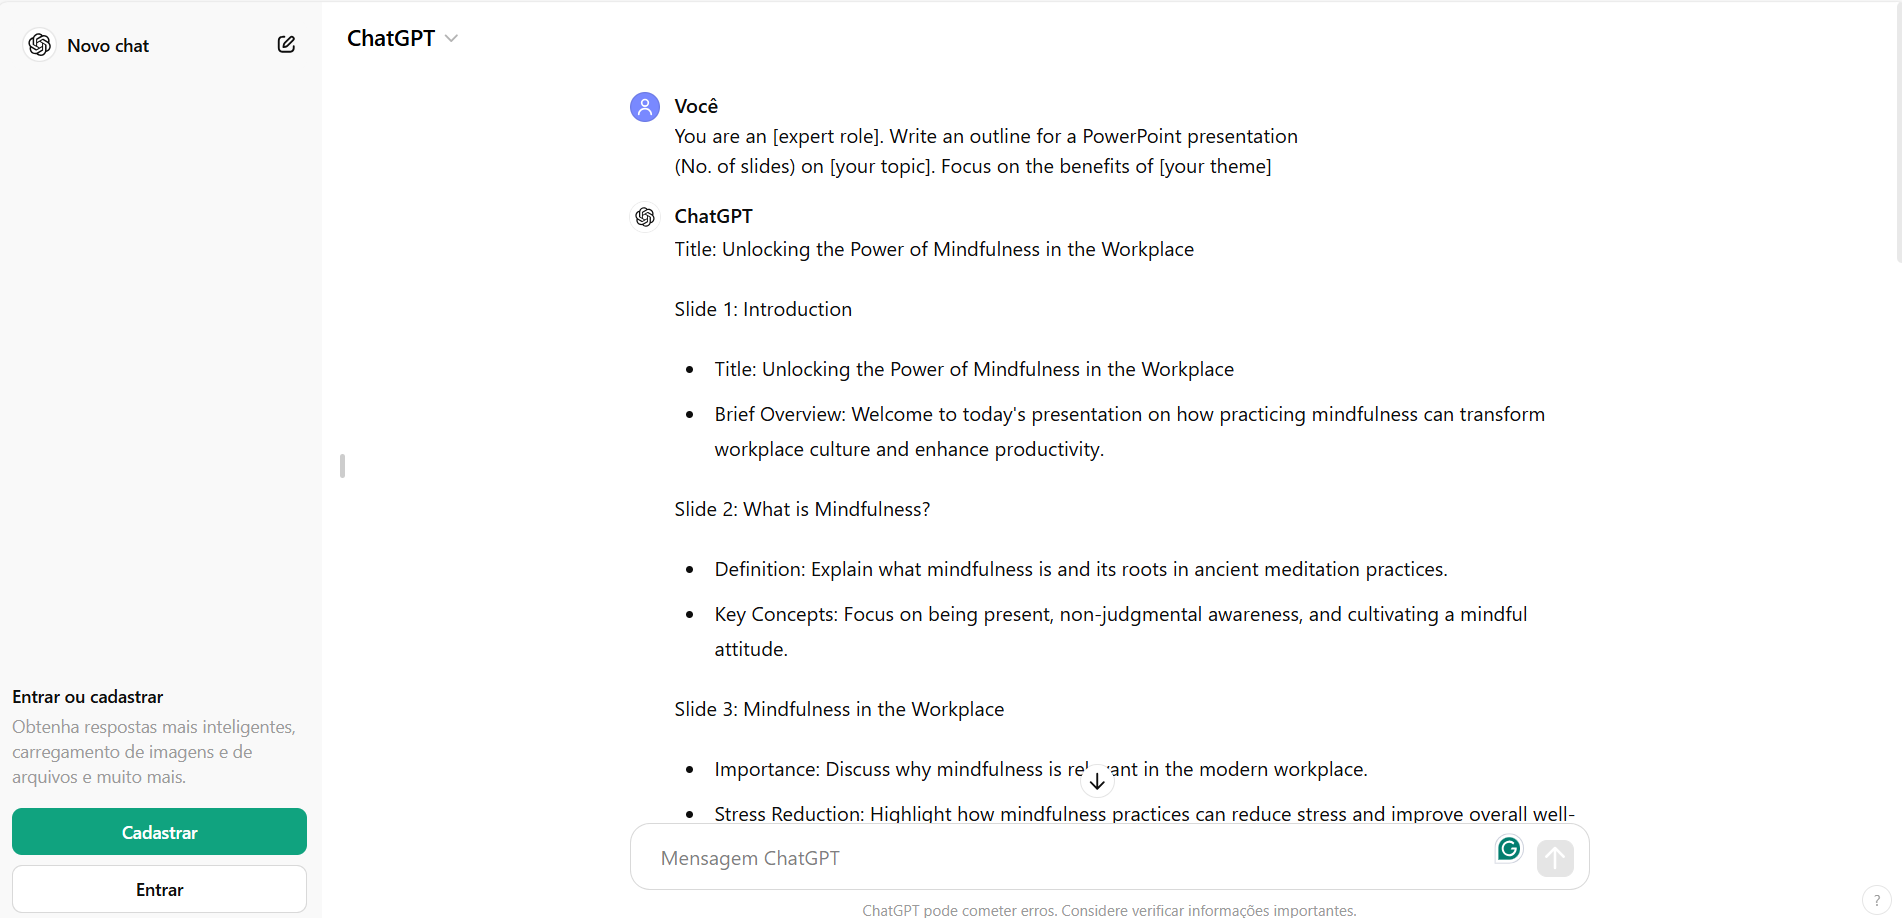 Novo chat
ChatGPT
Você
You are an [expert role]. Write an outline for a PowerPoint presentation
(No. of slides) on [your topic]. Focus on the benefits of [your theme]
ChatGPT
Title: Unlocking the Power of Mindfulness in the Workplace
Slide 1: Introduction
Title: Unlocking the Power of Mindfulness in the Workplace
Brief Overview: Welcome to today's presentation on how practicing mindfulness can transform
workplace culture and enhance productivity.
Slide 2: What is Mindfulness?
Definition: Explain what mindfulness is and its roots in ancient meditation practices.
Key Concepts: Focus on being present, non-judgmental awareness, and cultivating a mindful
attitude.
Slide 3: Mindfulness in the Workplace
Importance: Discuss why mindfulness is relevant in the modern workplace.
Stress Reduction: Highlight how mindfulness practices can reduce stress and improve overall well-
Entrar ou cadastrar
Obtenha respostas mais inteligentes,
carregamento de imagens e de
arquivos e muito mais.
Cadastrar
Entrar
Mensagem ChatGPT
ChatGPT pode cometer erros. Considere verificar informações importantes.
?